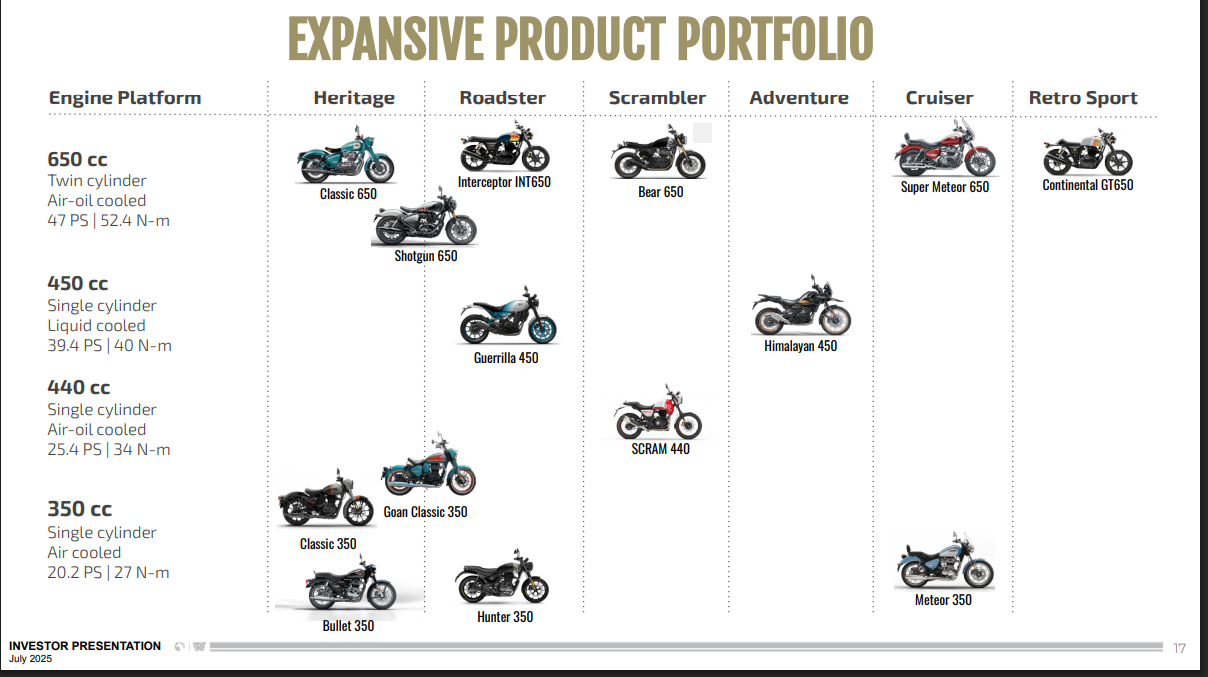 EXPANSIVE PRODUCT PORTFOLIO
Engine Platform Heritage Roadster Scrambler Adventure Cruiser Retro Sport
650 cc
Twin cylinder
Air-oil cooled
47 PS | 52.4 N-m
Classic 650
Interceptor INT650
Bear 650
Super Meteor 650
Continental GT650
Shotgun 650
450 cc
Single cylinder
Liquid cooled
39.4 PS | 40 N-m
Guerrilla 450
Himalayan 450
440 cc
Single cylinder
Air-oil cooled
25.4 PS | 34 N-m
SCRAM 440
350 cc
Single cylinder
Air cooled
20.2 PS | 27 N-m
Goan Classic 350
Classic 350
Meteor 350
Bullet 350
Hunter 350
INVESTOR PRESENTATION
July 2025
17